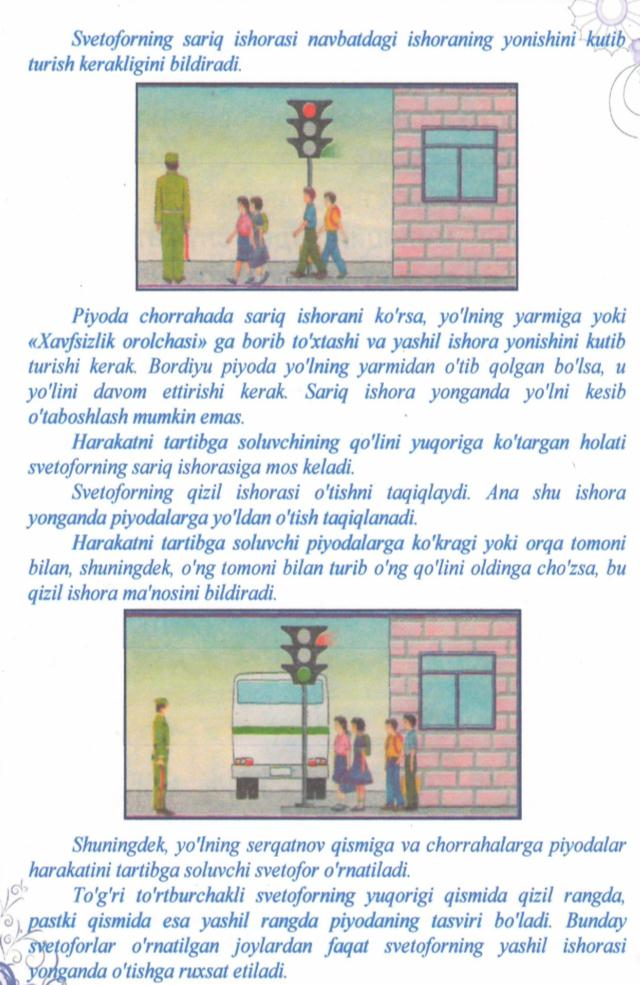 Svetoforning sariq ishorasi navbatdagi ishoraning yonishini kutib
turish kerakligini bildiradi.
Piyoda chorrahada sariq ishorani ko'rsa, yo'lning yarmiga yoki
«Xavfsizlik orolchasi» ga borib to'xtashi va yashil ishora yonishini kutib
turishi kerak. Bordiyu piyoda yo'lning yarmidan o'tib qolgan bo'lsa, u
yo'lini davom ettirishi kerak. Sariq ishora yonganda yo'lni kesib
o'taboshlash mumkin emas.
Harakatni tartibga soluvchining qo'lini yuqoriga ko'targan holati
svetoforning sariq ishorasiga mos keladi.
Svetoforning qizil ishorasi o'tishni taqiqlaydi. Ana shu ishora
yonganda piyodalarga yo'ldan o'tish taqiqlanadi.
Harakatni tartibga soluvchi piyodalarga ko'kragi yoki orqa tomoni
bilan, shuningdek, o'ng tomoni bilan turib o'ng qo'lini oldinga cho'zsa, bu
qizil ishora ma'nosini bildiradi.
Shuningdek, yo'lning serqatnov qismiga va chorrahalarga piyodalar
harakatini tartibga soluvchi svetofor o'rnatiladi.
To'g'ri to'rtburchakli svetoforning yuqorigi qismida qizil rangda,
pastki qismida esa yashil rangda piyodaning tasviri bo'ladi. Bunday
svetoforlar o'rnatilgan joylardan faqat svetoforning yashil ishorasi
yonganda o'tishga ruxsat etiladi.